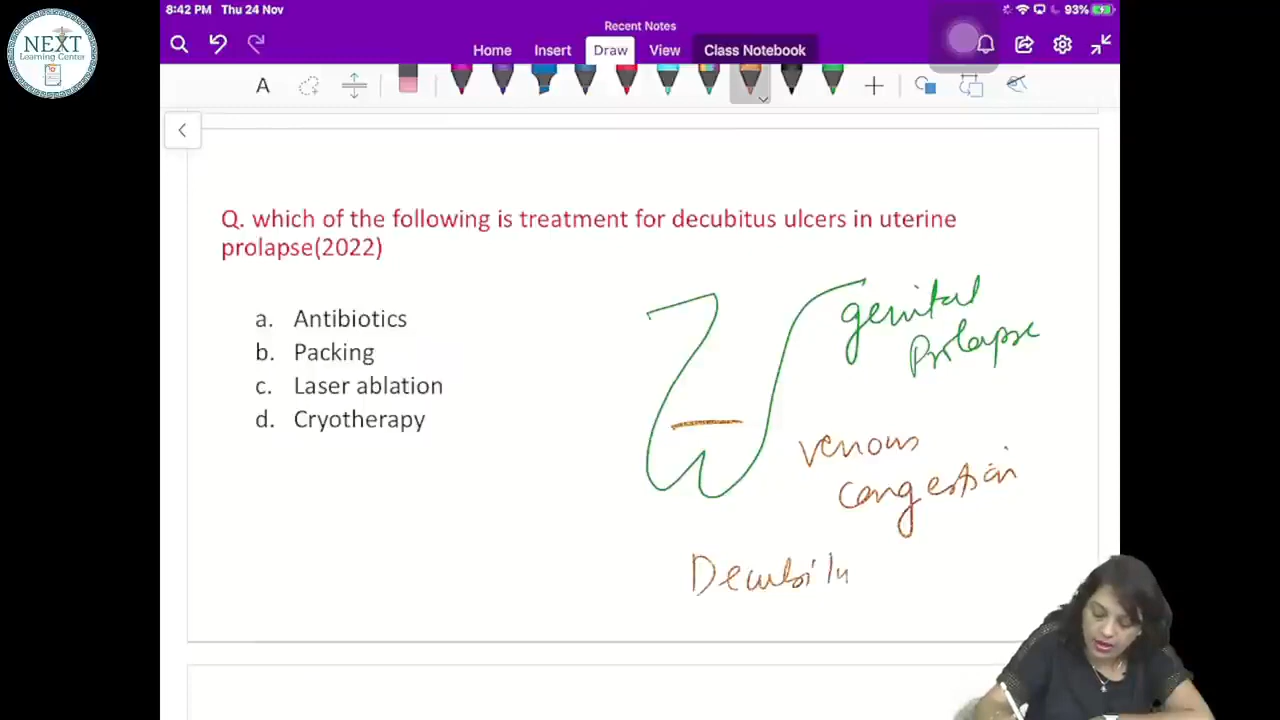 8:42 PM Thu 24 Nov
93%
Recent Notes
Home Insert Draw View Class Notebook
NEXT
Learning Center
A
Q. which of the following is treatment for decubitus ulcers in uterine
prolapse(2022)
a. Antibiotics
b. Packing
c. Laser ablation
d. Cryotherapy
genital
Prolapse
venous
congestion
Decubitu